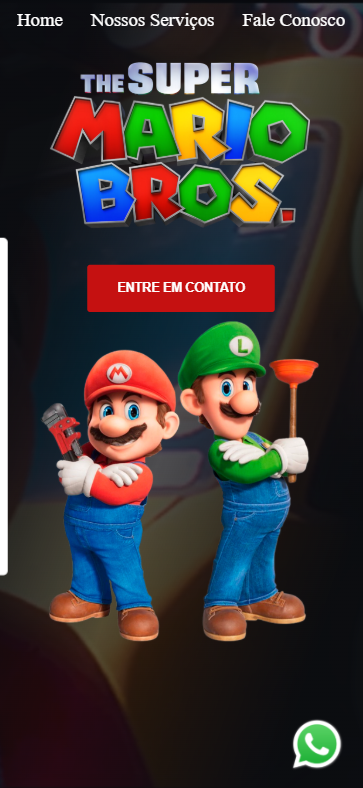 Home Nossos Serviços Fale Conosco
THE SUPER
MARIO
BROS.
ENTRE EM CONTATO
M
L